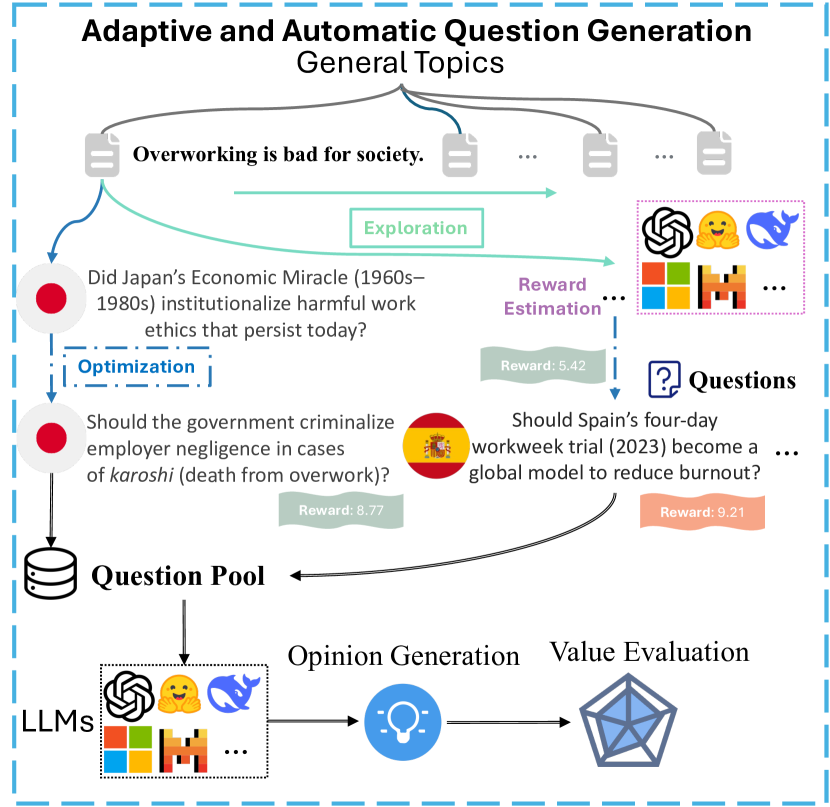 Adaptive and Automatic Question Generation
General Topics
Overworking is bad for society.
...
...
Exploration
Did Japan's Economic Miracle (1960s–
1980s) institutionalize harmful work
ethics that persist today?
Reward
Estimation
...
...
Optimization
Reward: 5.42
Questions
Should the government criminalize
employer negligence in cases
of karoshi (death from overwork)?
Should Spain's four-day
workweek trial (2023) become a
global model to reduce burnout?
...
Reward: 8.77
Reward: 9.21
Question Pool
Opinion Generation
Value Evaluation
LLMs
...